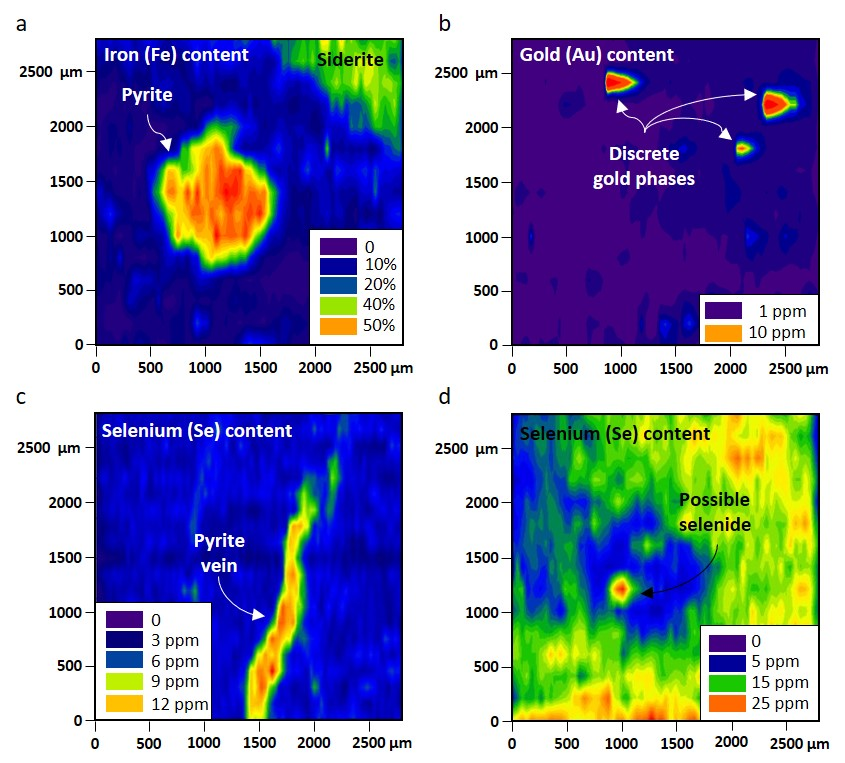 a
Iron (Fe) content
Siderite
Pyrite
2500 μm
2000
1500
1000
500
0
0
10%
20%
40%
50%
0 500 1000 1500 2000 2500 μm
b
Gold (Au) content
Discrete
gold phases
2500 μm
2000
1500
1000
500
0
1 ppm
10 ppm
0 500 1000 1500 2000 2500 μm
c
Selenium (Se) content
Pyrite
vein
2500 μm
2000
1500
1000
500
0
0
3 ppm
6 ppm
9 ppm
12 ppm
0 500 1000 1500 2000 2500 μm
d
Selenium (Se) content
Possible
selenide
2500 μm
2000
1500
1000
500
0
0
5 ppm
15 ppm
25 ppm
0 500 1000 1500 2000 2500 μm